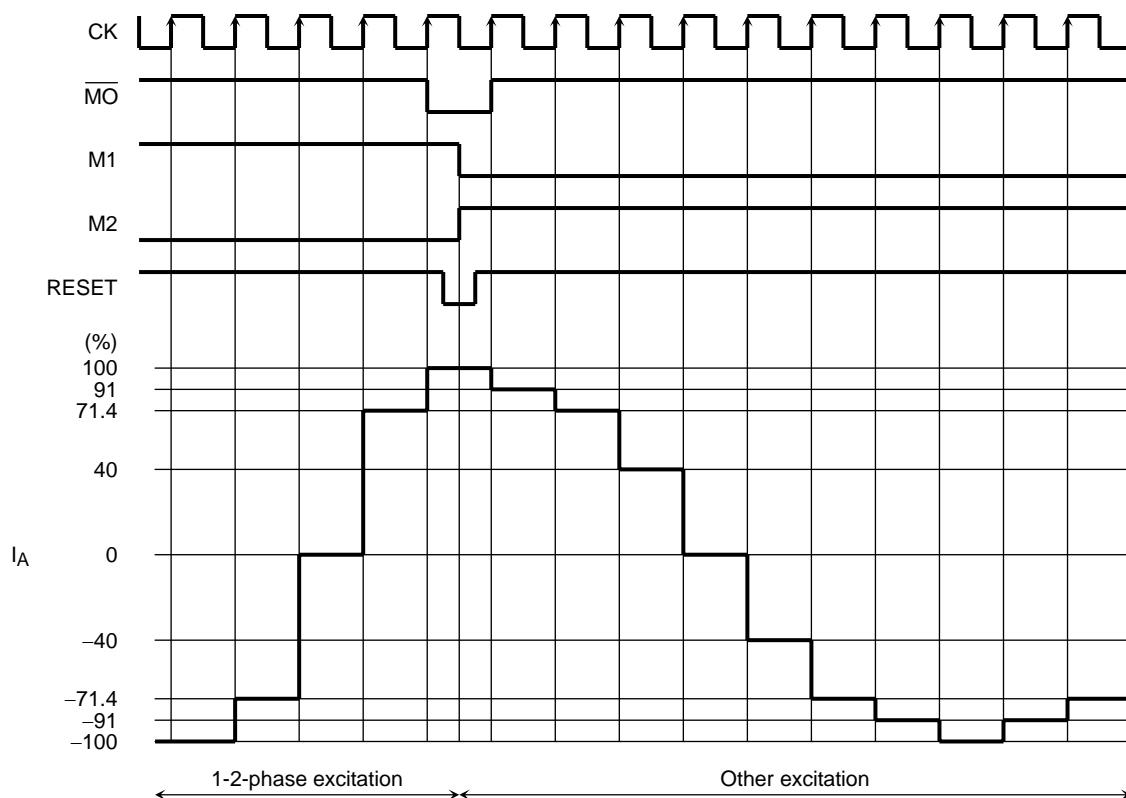 CK
MO
M1
M2
RESET
(%)
100
91
71.4
40
IA 0
−40
−71.4
−91
−100
1-2-phase excitation Other excitation